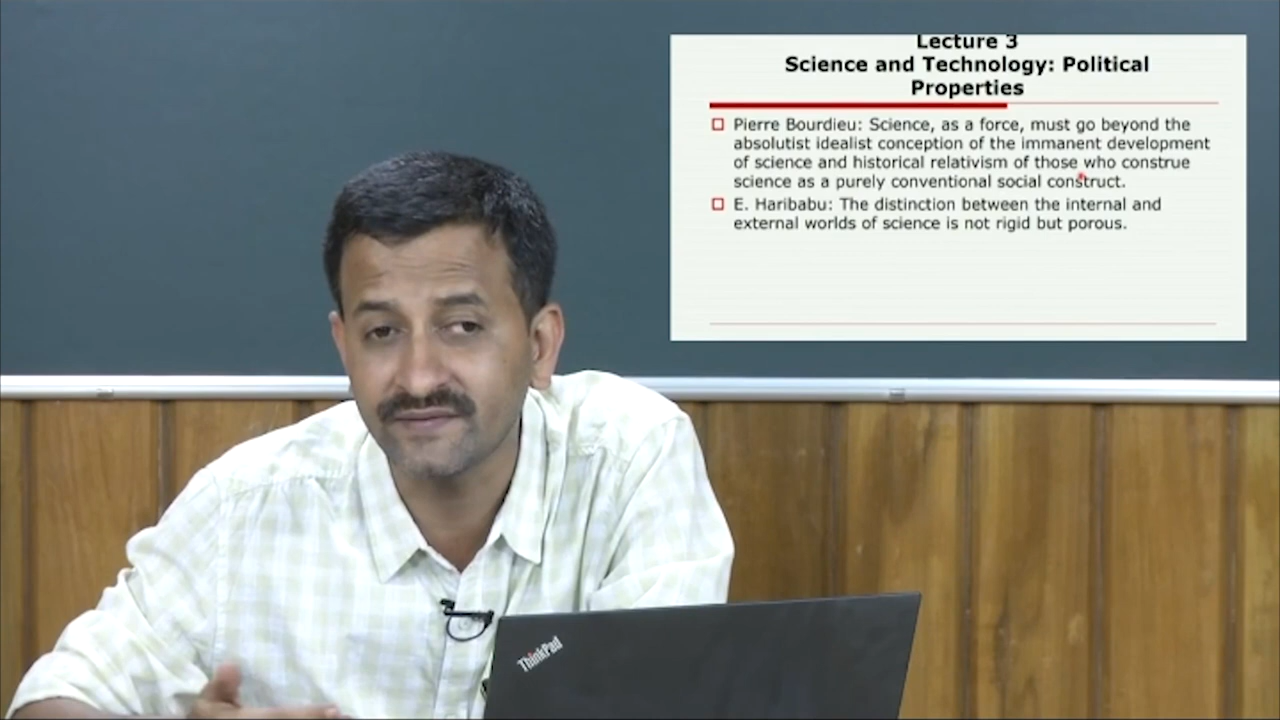 Lecture 3
Science and Technology: Political
Properties
Pierre Bourdieu: Science, as a force, must go beyond the
absolutist idealist conception of the immanent development
of science and historical relativism of those who construe
science as a purely conventional social construct.
E. Haribabu: The distinction between the internal and
external worlds of science is not rigid but porous.
ThinkPad